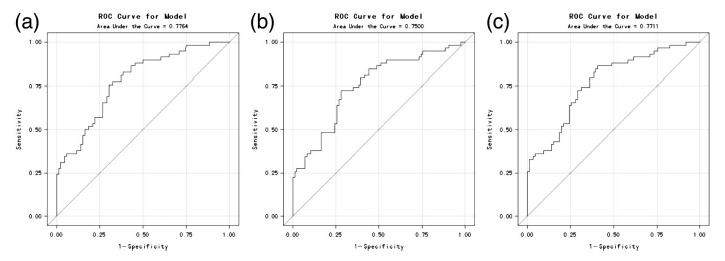 (a)
ROC Curve for Model
Area Under the Curve = 0.7764
1.00
0.75
0.50
0.25
0.00
Sensitivity
0.00 0.25 0.50 0.75 1.00
1-Specificity
(b)
ROC Curve for Model
Area Under the Curve = 0.7500
1.00
0.75
0.50
0.25
0.00
Sensitivity
0.00 0.25 0.50 0.75 1.00
1-Specificity
(c)
ROC Curve for Model
Area Under the Curve = 0.7711
1.00
0.75
0.50
0.25
0.00
Sensitivity
0.00 0.25 0.50 0.75 1.00
1-Specificity